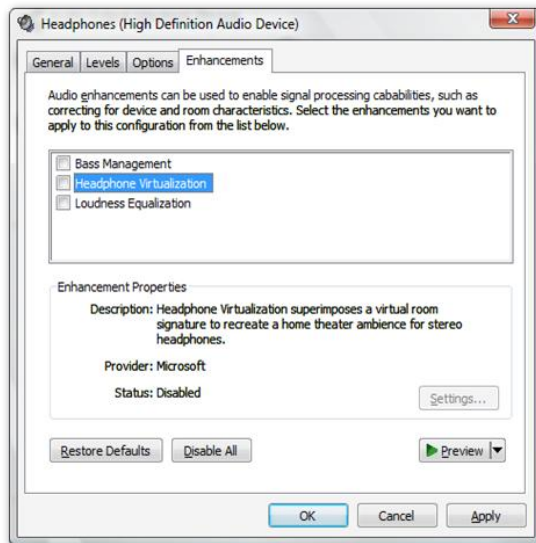 Headphones (High Definition Audio Device)
General Levels Options Enhancements
Audio enhancements can be used to enable signal processing cababilities, such as
correcting for device and room characteristics. Select the enhancements you want to
apply to this configuration from the list below.
Bass Management
Headphone Virtualization
Loudness Equalization
Enhancement Properties
Description: Headphone Virtualization superimposes a virtual room
signature to recreate a home theater ambience for stereo
headphones.
Provider: Microsoft
Status: Disabled
Settings...
Restore Defaults Disable All Preview
OK Cancel Apply